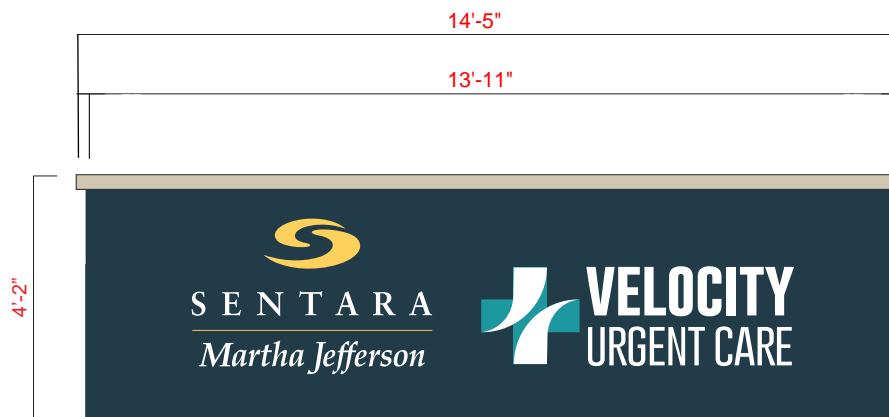 14'-5"
13'-11"
4'-2"
SENTARA
Martha Jefferson
VELOCITY
URGENT CARE